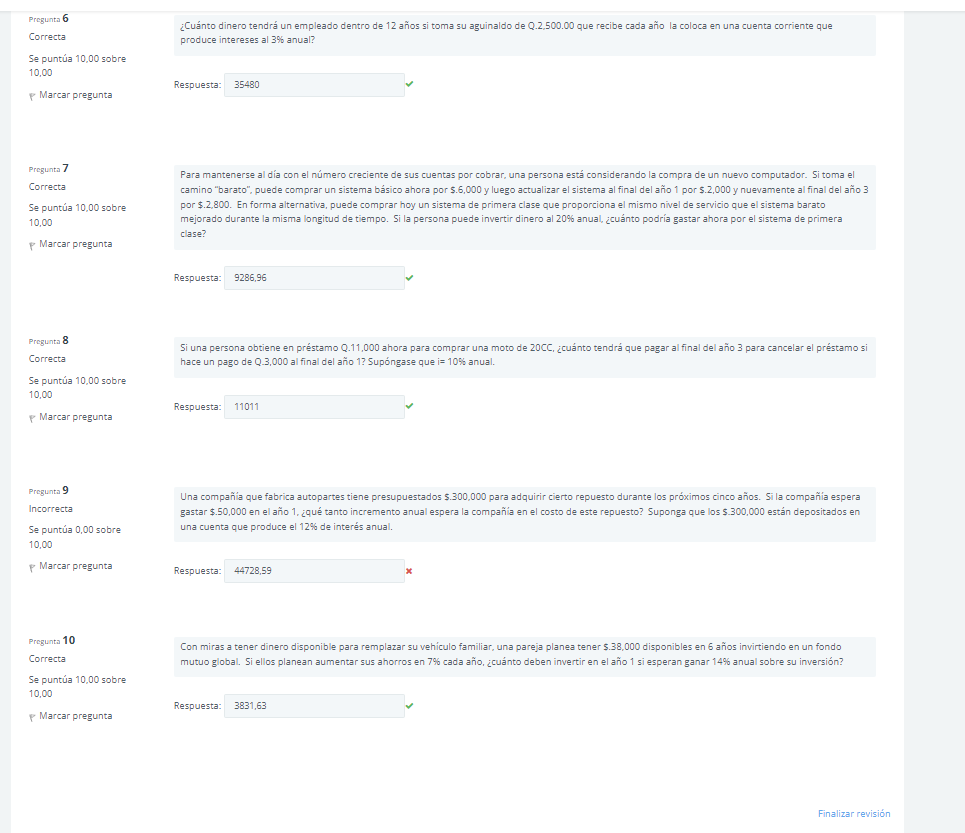 Pregunta 6
Correcta
Se puntúa 10,00 sobre
10,00
Marcar pregunta
¿Cuánto dinero tendrá un empleado dentro de 12 años si toma su aguinaldo de Q.2,500.00 que recibe cada año la coloca en una cuenta corriente que
produce intereses al 3% anual?
Respuesta: 35480
Pregunta 7
Correcta
Se puntúa 10,00 sobre
10,00
Marcar pregunta
Para mantenerse al día con el número creciente de sus cuentas por cobrar, una persona está considerando la compra de un nuevo computador. Si toma el
camino "barato", puede comprar un sistema básico ahora por $.6,000 y luego actualizar el sistema al final del año 1 por $.2,000 y nuevamente al final del año 3
por $.2,800. En forma alternativa, puede comprar hoy un sistema de primera clase que proporciona el mismo nivel de servicio que el sistema barato
mejorado durante la misma longitud de tiempo. Si la persona puede invertir dinero al 20% anual, ¿cuánto podría gastar ahora por el sistema de primera
clase?
Respuesta: 9286,96
Pregunta 8
Correcta
Se puntúa 10,00 sobre
10,00
Marcar pregunta
Si una persona obtiene en préstamo Q.11,000 ahora para comprar una moto de 20CC, ¿cuánto tendrá que pagar al final del año 3 para cancelar el préstamo si
hace un pago de Q.3,000 al final del año 1? Supóngase que i= 10% anual.
Respuesta: 11011
Pregunta 9
Incorrecta
Se puntúa 0,00 sobre
10,00
Marcar pregunta
Una compañía que fabrica autopartes tiene presupuestados $.300,000 para adquirir cierto repuesto durante los próximos cinco años. Si la compañía espera
gastar $.50,000 en el año 1, ¿qué tanto incremento anual espera la compañía en el costo de este repuesto? Suponga que los $.300,000 están depositados en
una cuenta que produce el 12% de interés anual.
Respuesta: 44728,59
Pregunta 10
Correcta
Se puntúa 10,00 sobre
10,00
Marcar pregunta
Con miras a tener dinero disponible para remplazar su vehículo familiar, una pareja planea tener $.38,000 disponibles en 6 años invirtiendo en un fondo
mutuo global. Si ellos planean aumentar sus ahorros en 7% cada año, ¿cuánto deben invertir en el año 1 si esperan ganar 14% anual sobre su inversión?
Respuesta: 3831,63
Finalizar revisión